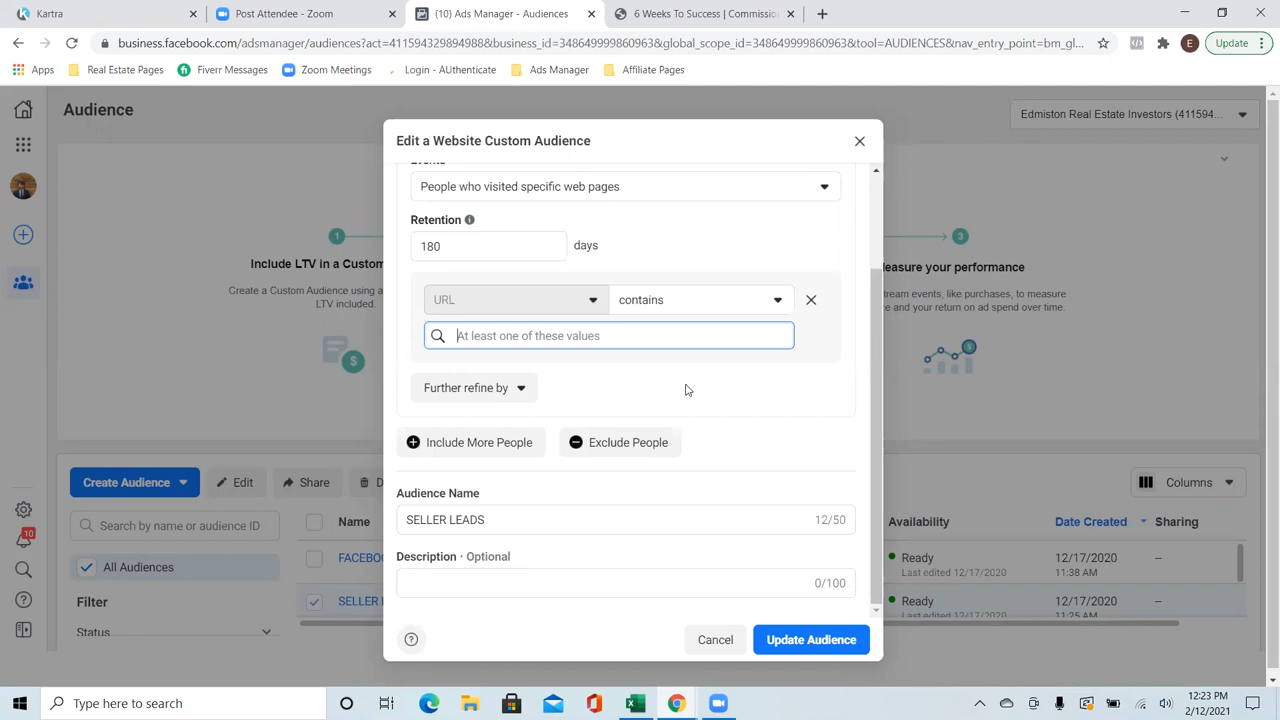 Kartra
Post Attendee - Zoom
(10) Ads Manager - Audiences
6 Weeks To Success | Commissio
business.facebook.com/adsmanager/audiences?act=411594329894988&business_id=348649999860963&global_scope_id=348649999860963&tool=AUDIENCES&nav_entry_point=bm_gl...
E
Update
Apps
Real Estate Pages
Fiverr Messages
Zoom Meetings
Login - AUthenticate
Ads Manager
Affiliate Pages
Audience
Edmiston Real Estate Investors (411594...
Edit a Website Custom Audience
People who visited specific web pages
Retention
180 days
1
3
Include LTV in a Custom
easure your performance
Create a Custom Audience using a
LTV included.
stream events, like purchases, to measure
e and your return on ad spend over time.
URL contains
At least one of these values
Further refine by
Include More People
Exclude People
Create Audience
Edit
Share
D
Columns
Audience Name
SELLER LEADS 12/50
Search by name or audience ID
Name
Availability
Date Created
Sharing
Description · Optional
0/100
All Audiences
FACEBO
Ready
Last edited 12/17/2020
12/17/2020
11:38 AM
--
Filter
SELLER
Ready
Last edited 12/17/2020
12/17/2020
11:25 AM
--
Status
10
Cancel
Update Audience
Type here to search
12:23 PM
2/12/2021